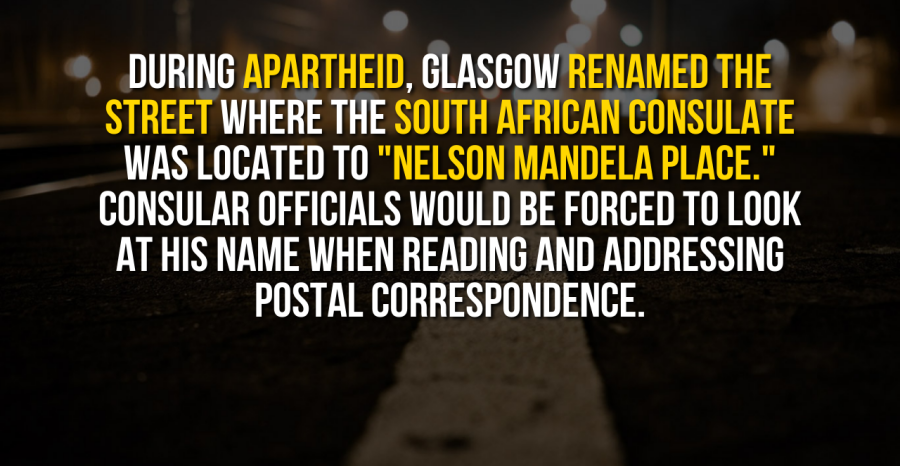 DURING APARTHEID, GLASGOW RENAMED THE
STREET WHERE THE SOUTH AFRICAN CONSULATE
WAS LOCATED TO "NELSON MANDELA PLACE."
CONSULAR OFFICIALS WOULD BE FORCED TO LOOK
AT HIS NAME WHEN READING AND ADDRESSING
POSTAL CORRESPONDENCE.